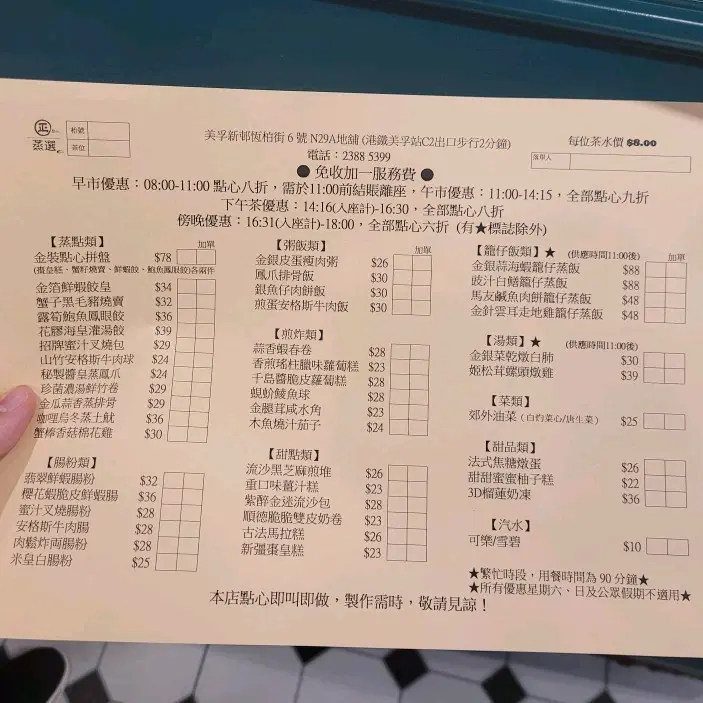 正
蒸選
枱號
茶位
美孚新邨恆柏街 6 號 N29A地舖 (港鐵美孚站C2出口步行2分鐘)
電話：2388 5399
每位茶水價 $8.00
落單人
● 免收加一服務費 ●
早市優惠：08:00-11:00 點心八折，需於11:00前結賬離座，午市優惠：11:00-14:15，全部點心九折
下午茶優惠：14:16(入座計)-16:30，全部點心八折
傍晚優惠：16:31(入座計)-18:00，全部點心六折 (有★標誌除外)
【蒸點類】 加單
金裝點心拼盤 $78
鮑魚鳳眼餃)各兩件
金箔鮮蝦餃皇 $34
蟹子黑毛豬燒賣 $32
露筍鮑魚鳳眼餃 $36
花膠海皇灌湯餃 $39
招牌蜜汁叉燒包 $29
山竹安格斯牛肉球 $24
秘製醬皇蒸鳳爪 $24
珍菌濃湯鮮竹卷 $29
金瓜蒜香蒸排骨 $29
咖哩烏冬蒸土魷 $36
蟹棒香菇棉花雞 $30
【腸粉類】
翡翠鮮蝦腸粉 $32
櫻花蝦脆皮鮮蝦腸 $36
蜜汁叉燒腸粉 $28
安格斯牛肉腸 $28
肉鬆炸両腸粉 $28
米皇白腸粉 $25
【粥飯類】 加單
金銀皮蛋瘦肉粥 $26
鳳爪排骨飯 $30
銀魚仔肉餅飯 $30
煎蛋安格斯牛肉飯 $30
【煎炸類】
蒜香蝦春卷 $28
香煎瑤柱臘味蘿蔔糕 $23
千島醬脆皮蘿蔔糕 $28
蜆蚧鯪魚球 $28
金腿茸咸水角 $23
木魚燒汁茄子 $24
【甜點類】
流沙黑芝麻煎堆 $26
重口味薑汁糕 $23
紫醉金迷流沙包 $28
順德脆脆雙皮奶卷 $23
古法馬拉糕 $26
新彊棗皇糕 $23
【籠仔飯類】★ (供應時間11:00後) 加單
金銀蒜海蝦籠仔蒸飯 $88
豉汁白鱔籠仔蒸飯 $88
馬友鹹魚肉餅籠仔蒸飯 $48
金針雲耳走地雞籠仔蒸飯 $48
【湯類】★ (供應時間11:00後)
金銀菜乾燉白肺 $30
姬松茸螺頭燉雞 $39
【菜類】
郊外油菜 (白灼菜心/唐生菜) $25
【甜品類】
法式焦糖燉蛋 $26
甜甜蜜蜜柚子糕 $22
3D榴蓮奶凍 $36
【汽水】
可樂/雪碧 $10
★繁忙時段，用餐時間為 90 分鐘★
★所有優惠星期六、日及公眾假期不適用★
本店點心即叫即做，製作需時，敬請見諒！